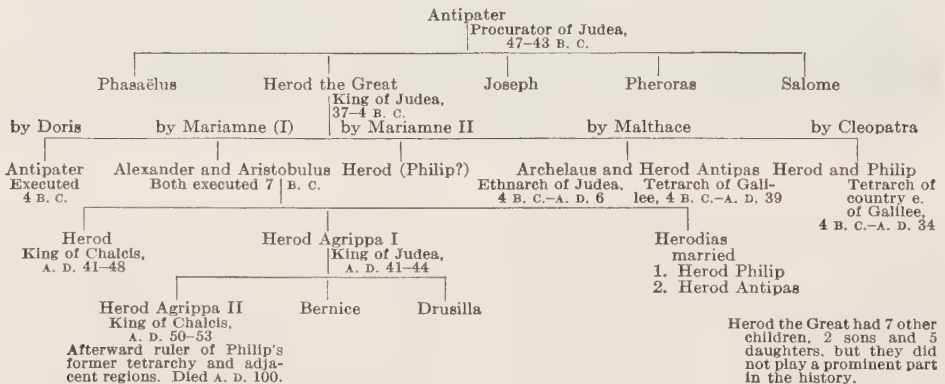 Antipater
Procurator of Judea,
47–43 B. C.
Phasaëlus Herod the Great Joseph Pheroras Salome
King of Judea,
37–4 B. C.
by Doris by Mariamne (I) by Mariamne II by Malthace by Cleopatra
Antipater Alexander and Aristobulus Herod (Philip?) Archelaus and Herod Antipas Herod and Philip
Executed Both executed 7 B. C. Ethnarch of Judea, Tetrarch of Gali- Tetrarch of
4 B. C. 4 B. C.–A. D. 6 lee, 4 B. C.–A. D. 39 country e.
of Galilee,
4 B. C.–A. D. 34
Herod Herod Agrippa I Herodias
King of Chalcis, King of Judea, married
A. D. 41–48 A. D. 41–44 1. Herod Philip
2. Herod Antipas
Herod Agrippa II Bernice Drusilla
King of Chalcis,
A. D. 50–53
Afterward ruler of Philip's
former tetrarchy and adja-
cent regions. Died A. D. 100.
Herod the Great had 7 other
children, 2 sons and 5
daughters, but they did
not play a prominent part
in the history.